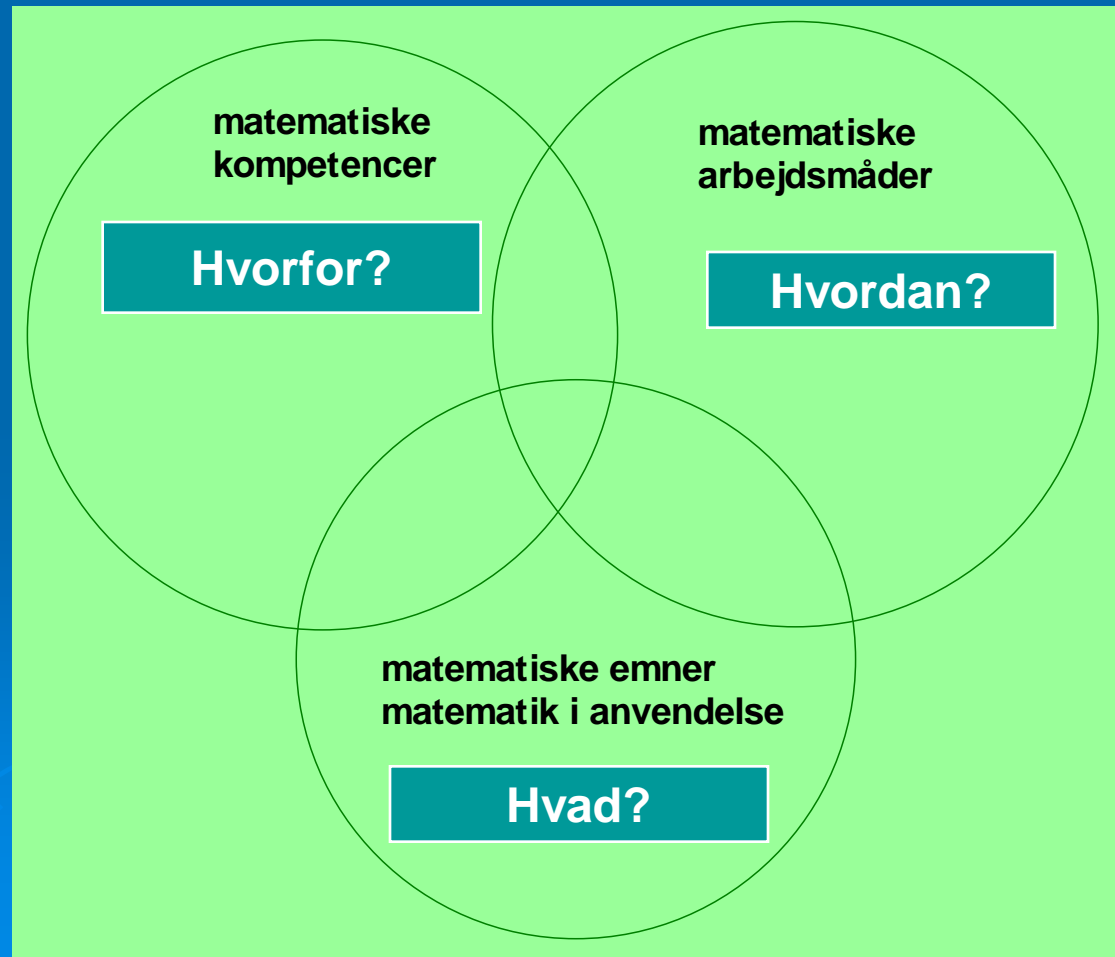 matematiske
kompetencer
Hvorfor?
matematiske
arbejdsmåder
Hvordan?
matematiske emner
matematik i anvendelse
Hvad?